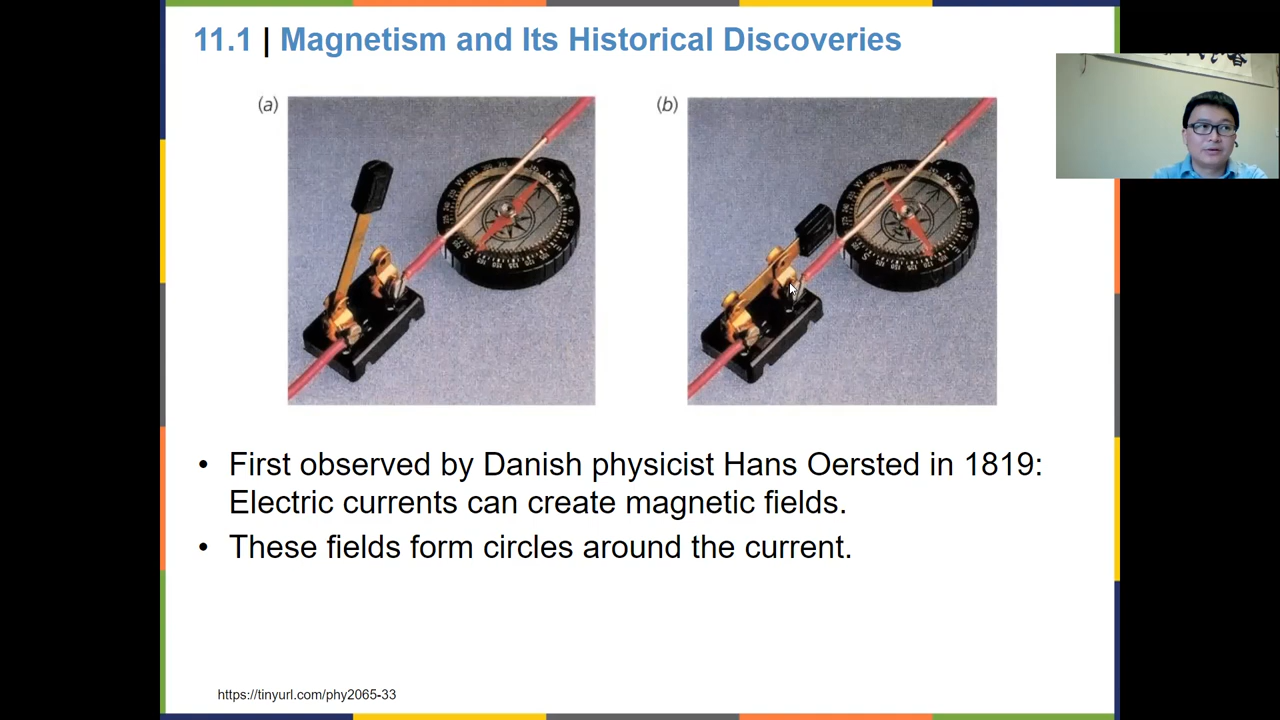 11.1 | Magnetism and Its Historical Discoveries
(a)
(b)
• First observed by Danish physicist Hans Oersted in 1819:
Electric currents can create magnetic fields.
• These fields form circles around the current.
https://tinyurl.com/phy2065-33